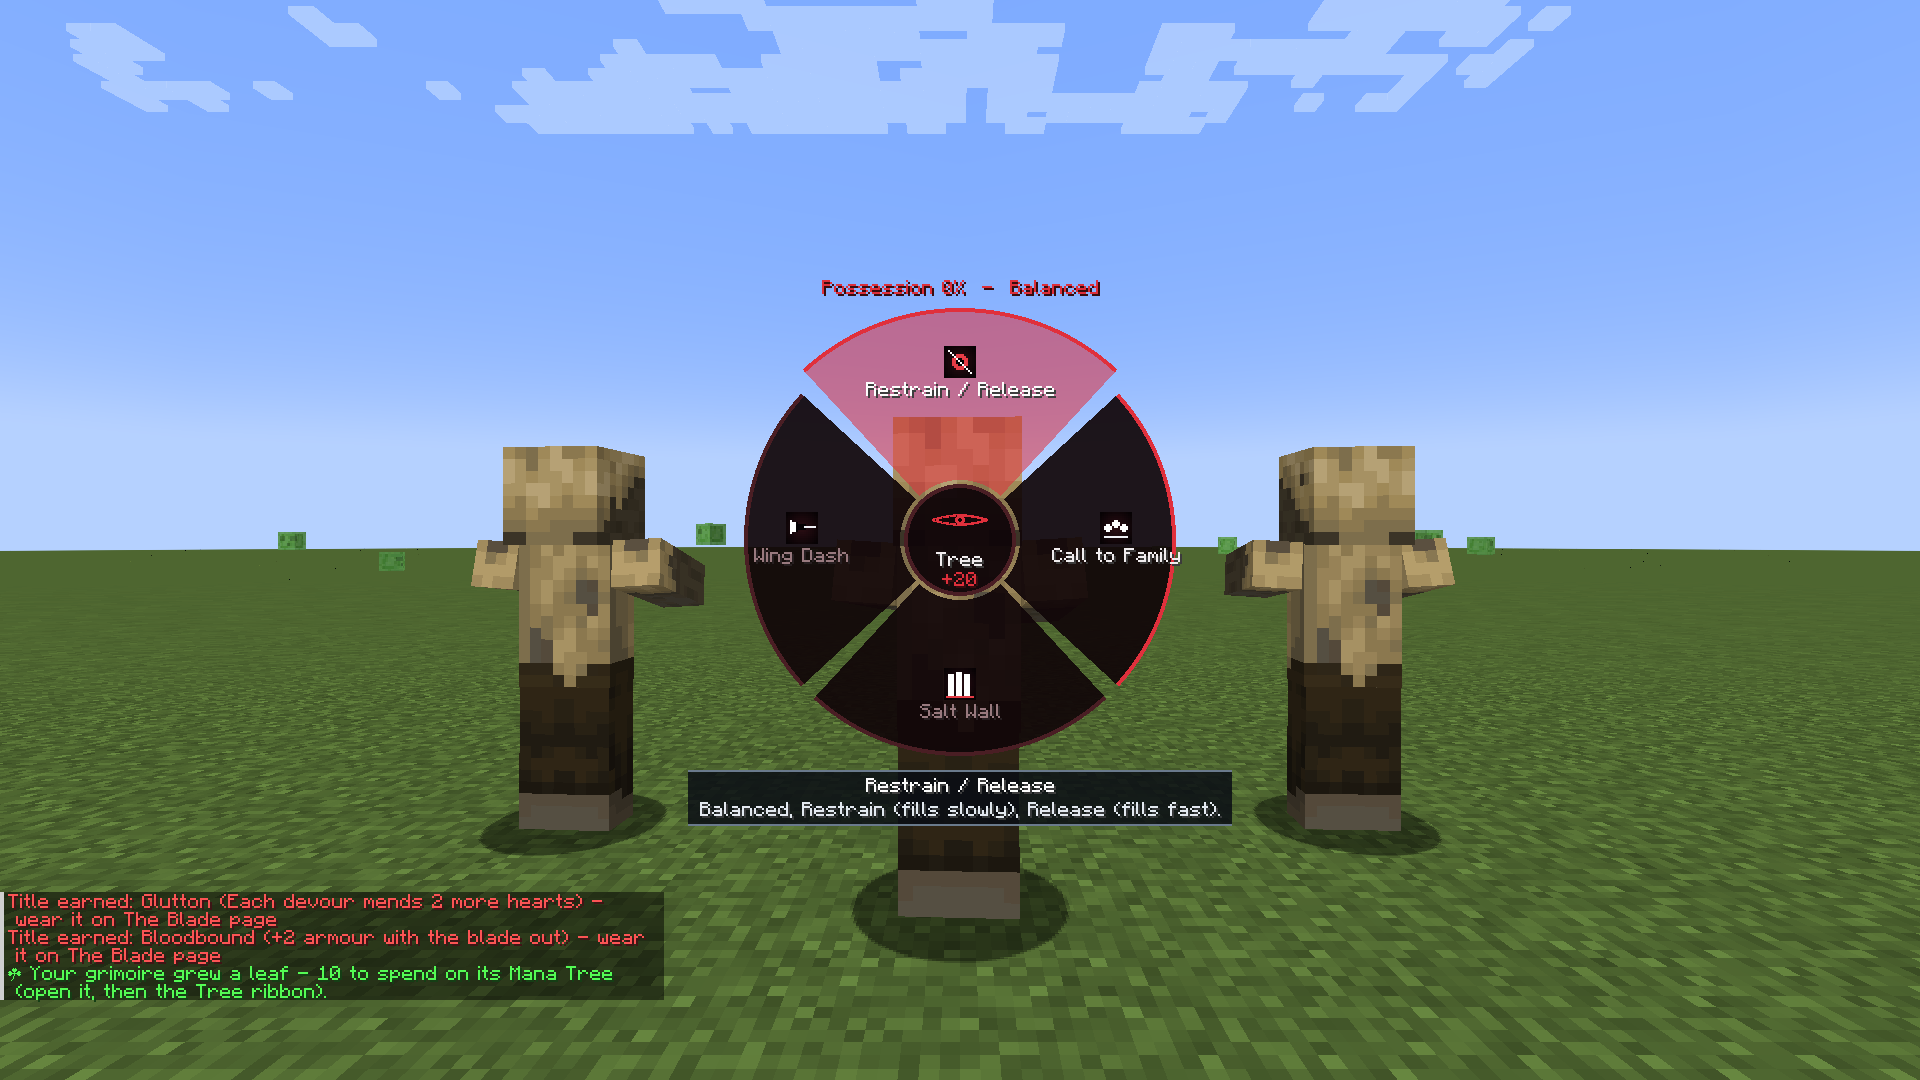 Possession 0% - Balanced
Restrain / Release
Wing Dash
Call to Family
Tree
+20
Salt Wall
Restrain / Release
Balanced, Restrain (fills slowly), Release (fills fast).
Title earned: Glutton (Each devour mends 2 more hearts) -
wear it on The Blade page
Title earned: Bloodbound (+2 armour with the blade out) - wear
it on The Blade page
☘ Your grimoire grew a leaf - 10 to spend on its Mana Tree
(open it, then the Tree ribbon).